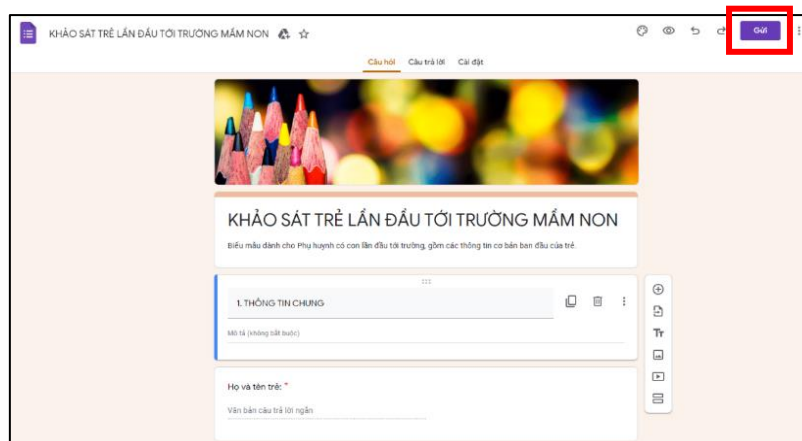 KHẢO SÁT TRẺ LẦN ĐẦU TỚI TRƯỜNG MẦM NON
Gửi
Câu hỏi Câu trả lời Cài đặt
KHẢO SÁT TRẺ LẦN ĐẦU TỚI TRƯỜNG MẦM NON
Biểu mẫu dành cho Phụ huynh có con lần đầu tới trường, gồm các thông tin cơ bản ban đầu của trẻ.
1. THÔNG TIN CHUNG
Mô tả (không bắt buộc)
Tт
Họ và tên trẻ: *
Văn bản câu trả lời ngắn